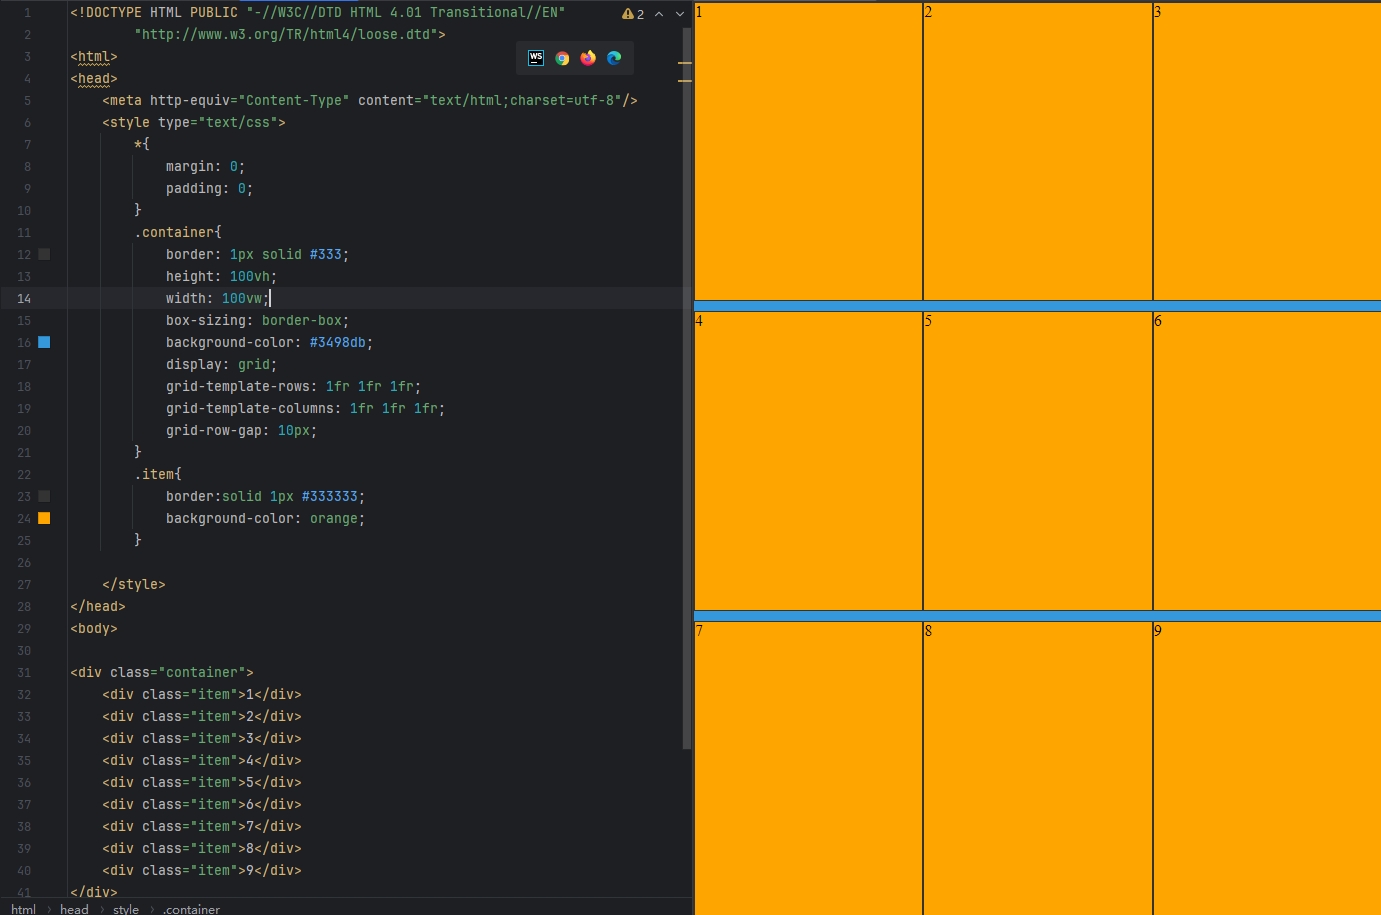 1 <!DOCTYPE HTML PUBLIC "-//W3C//DTD HTML 4.01 Transitional//EN"
2 "http://www.w3.org/TR/html4/loose.dtd">
3 <html>
4 <head>
5 <meta http-equiv="Content-Type" content="text/html;charset=utf-8"/>
6 <style type="text/css">
7 *{
8 margin: 0;
9 padding: 0;
10 }
11 .container{
12 border: 1px solid #333;
13 height: 100vh;
14 width: 100vw;
15 box-sizing: border-box;
16 background-color: #3498db;
17 display: grid;
18 grid-template-rows: 1fr 1fr 1fr;
19 grid-template-columns: 1fr 1fr 1fr;
20 grid-row-gap: 10px;
21 }
22 .item{
23 border:solid 1px #333333;
24 background-color: orange;
25 }
26
27 </style>
28 </head>
29 <body>
30
31 <div class="container">
32 <div class="item">1</div>
33 <div class="item">2</div>
34 <div class="item">3</div>
35 <div class="item">4</div>
36 <div class="item">5</div>
37 <div class="item">6</div>
38 <div class="item">7</div>
39 <div class="item">8</div>
40 <div class="item">9</div>
41 </div>
html › head › style › .container
2
WS
1 2 3
4 5 6
7 8 9